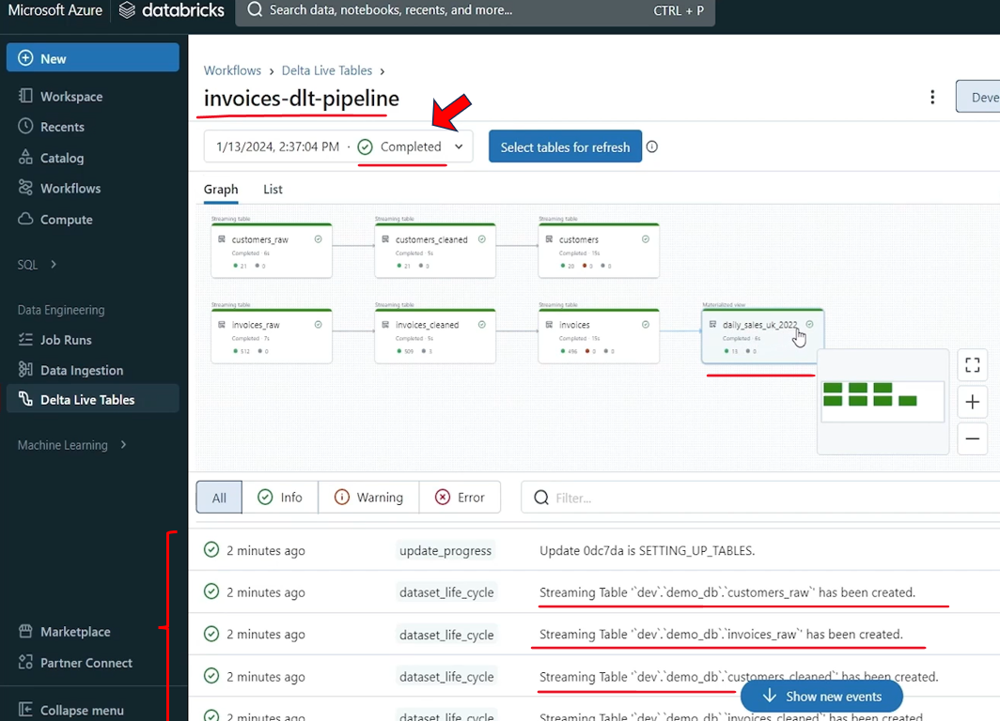 Microsoft Azure databricks Search data, notebooks, recents, and more... CTRL + P
New
Workspace
Recents
Catalog
Workflows
Compute
SQL
Data Engineering
Job Runs
Data Ingestion
Delta Live Tables
Machine Learning
Marketplace
Partner Connect
Collapse menu
Workflows › Delta Live Tables ›
invoices-dlt-pipeline
Deve
1/13/2024, 2:37:04 PM · Completed
Select tables for refresh
Graph List
Streaming table Streaming table Streaming table
customers_raw customers_cleaned customers
Completed · 6s Completed · 5s Completed · 15s
21 0 21 0 20 0 0
Streaming table Streaming table Streaming table Materialized view
invoices_raw invoices_cleaned invoices daily_sales_uk_2022
Completed · 7s Completed · 5s Completed · 15s Completed · 6s
512 0 509 3 496 0 0 13 0
All Info Warning Error Filter...
2 minutes ago update_progress Update 0dc7da is SETTING_UP_TABLES.
2 minutes ago dataset_life_cycle Streaming Table '`dev`.`demo_db`.`customers_raw`' has been created.
2 minutes ago dataset_life_cycle Streaming Table '`dev`.`demo_db`.`invoices_raw`' has been created.
2 minutes ago dataset_life_cycle Streaming Table '`dev`.`demo_db`.`customers_cleaned`' has been created.
Show new events
2 minutes ago dataset_life_cycle Streaming Table '`dev`.`demo_db`.`invoices_cleaned`' has been created.